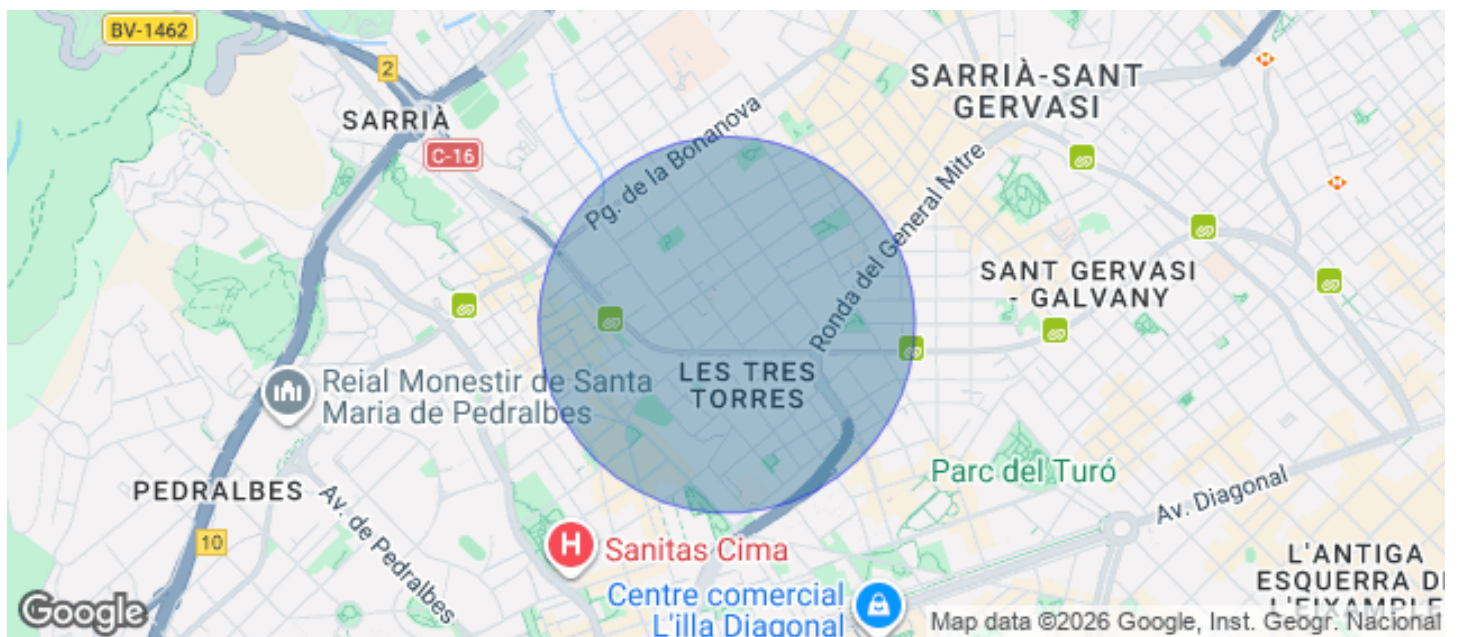 BV-1462
2
SARRIÀ
C-16
Pg. de la Bonanova
SARRIÀ-SANT
GERVASI
Ronda del General Mitre
SANT GERVASI
- GALVANY
LES TRES
TORRES
Reial Monestir de Santa
Maria de Pedralbes
PEDRALBES
Av. de Pedralbes
10
Parc del Turó
Av. Diagonal
H
Sanitas Cima
Centre comercial
L'illa Diagonal
L'ANTIGA
ESQUERRA DE
L'EIXAMPLE
Google
Map data ©2026 Google, Inst. Geogr. Nacional